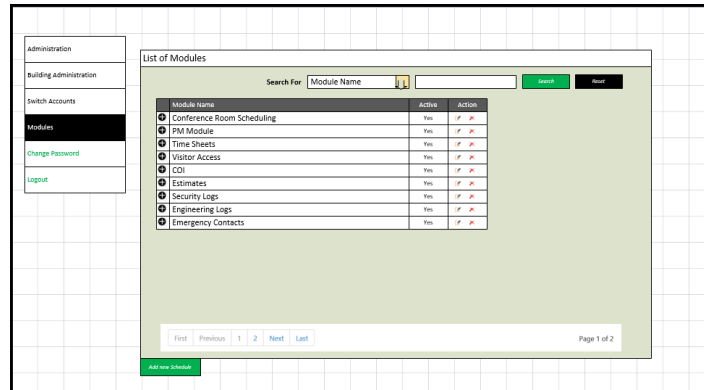 Administration
Building Administration
Switch Accounts
Modules
Change Password
Logout
List of Modules
Search For Module Name Search Reset
Module Name Active Action
Conference Room Scheduling Yes
PM Module Yes
Time Sheets Yes
Visitor Access Yes
COI Yes
Estimates Yes
Security Logs Yes
Engineering Logs Yes
Emergency Contacts Yes
First Previous 1 2 Next Last Page 1 of 2
Add new Schedule